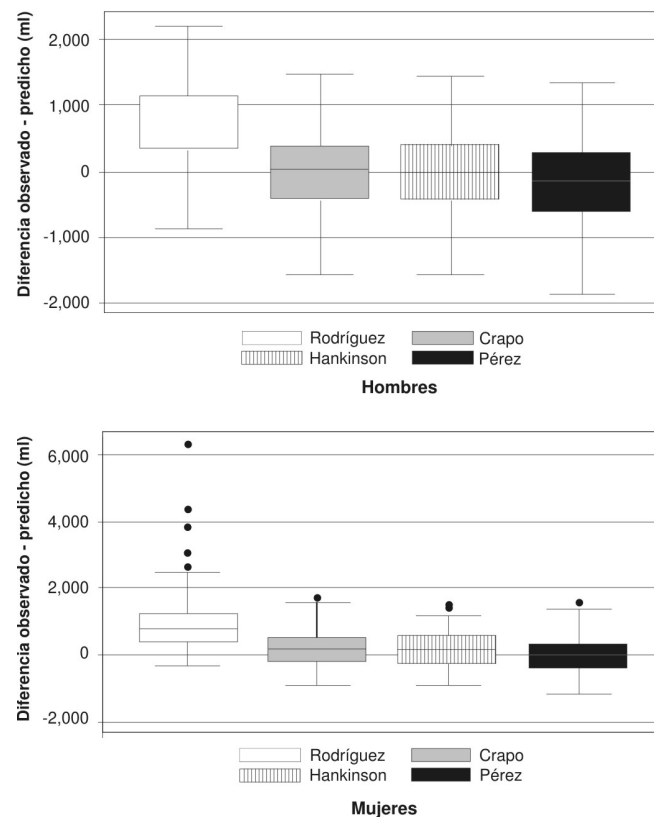 Diferencia observado - predicho (ml)
2,000
1,000
0
-1,000
-2,000
Rodríguez Crapo
Hankinson Pérez
Hombres
Diferencia observado - predicho (ml)
6,000
4,000
2,000
0
-2,000
Rodríguez Crapo
Hankinson Pérez
Mujeres